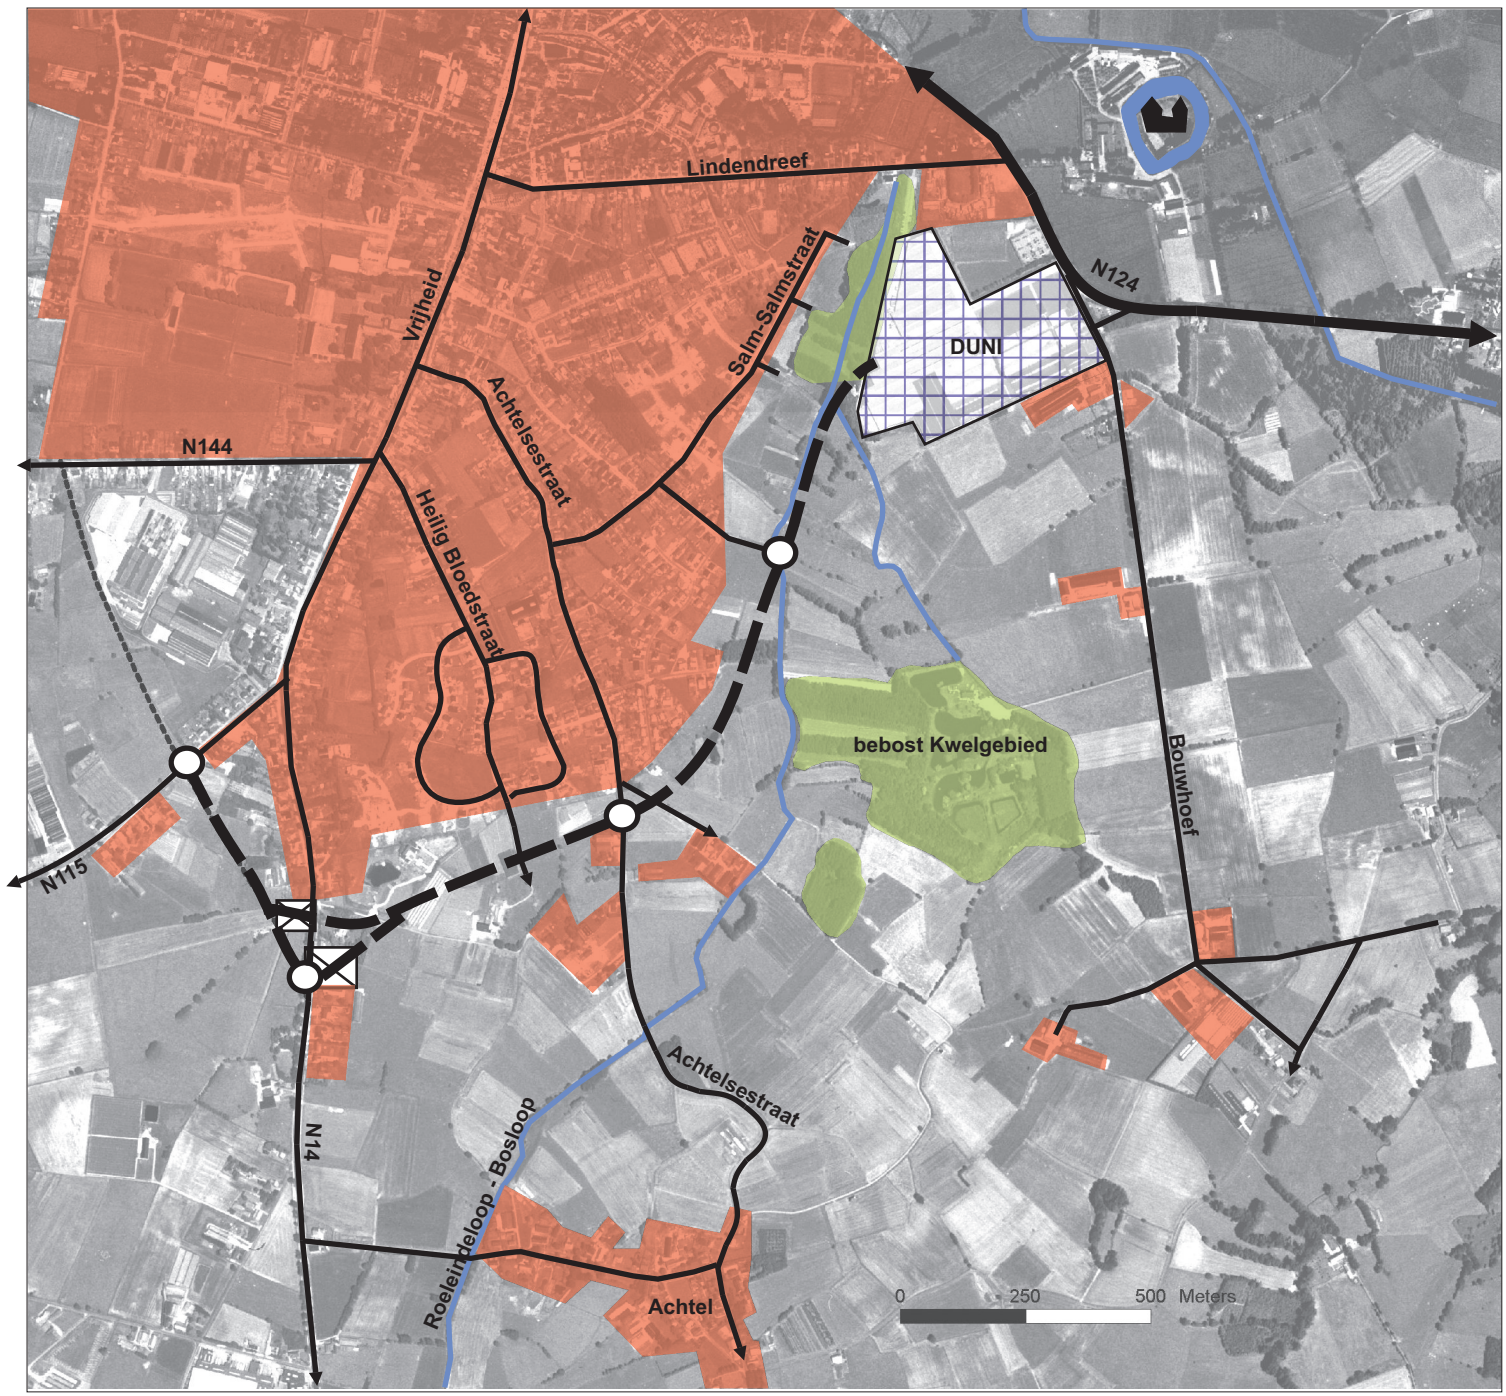 Lindendreef
N124
Salm-Salmstraat
Vrijheid
DUNI
Achtelsestraat
N144
Heilig Bloedstraat
bebost Kwelgebied
Bouwhoef
N115
Achtelsestraat
N14
Roeleindeloop - Bosloop
Achtel
0 250 500 Meters